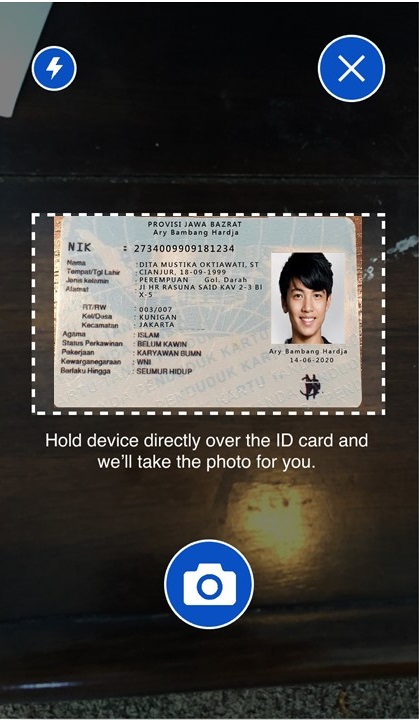 PROVISI JAWA BAZRAT
Ary Bambang Hardja
NIK : 2734009909181234
Nama : DITA MUSTIKA OKTIAWATI, ST
Tempat/Tgl Lahir : CIANJUR, 18-09-1999
Jenis kelamin : PEREMPUAN Gol. Darah
Alamat : JI HR RASUNA SAID KAV 2-3 BI
X-5
RT/RW : 003/007
Kel/Dusa : KUNIGAN
Kecamatan : JAKARTA
Agama : ISLAM
Status Perkawinan : BELUM KAWIN
Pekerjaan : KARYAWAN BUMN
Kewarganegaraan : WNI
Berlaku Hingga : SEUMUR HIDUP
Ary Bambang Hardja
14-06-2020
Hold device directly over the ID card and
we'll take the photo for you.